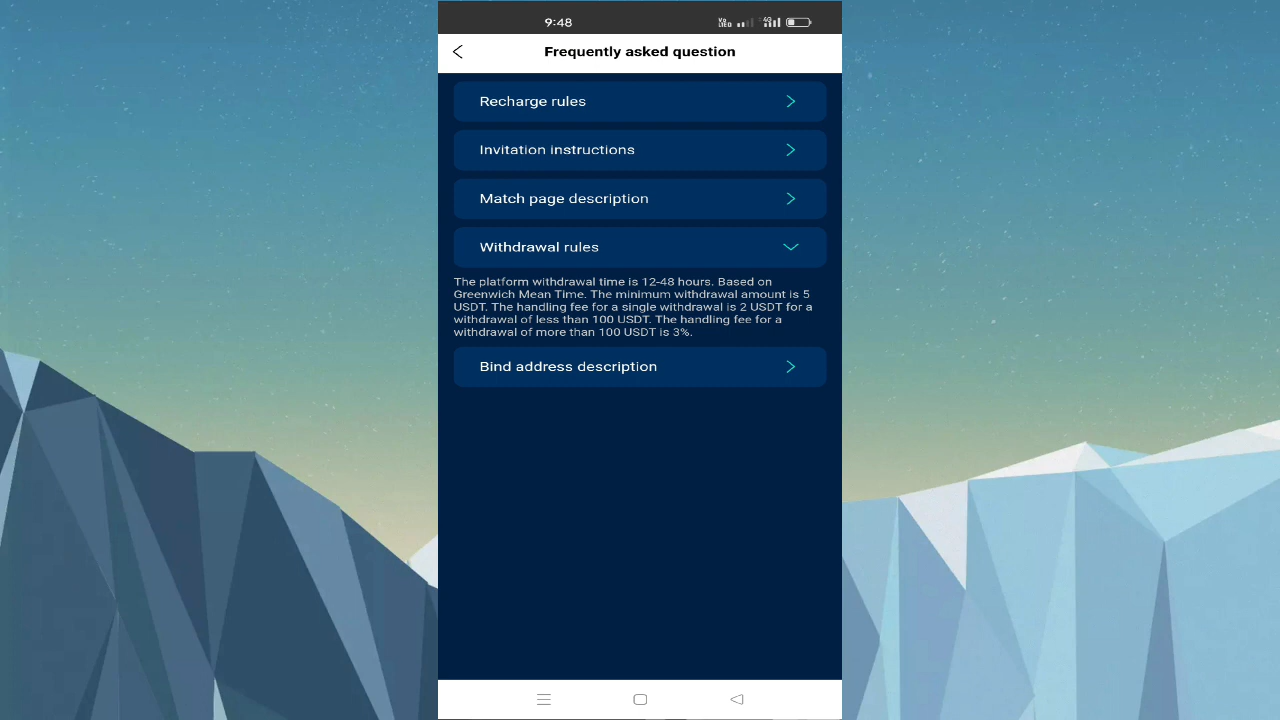 9:48
Vo
LTE
4G
Frequently asked question
Recharge rules
Invitation instructions
Match page description
Withdrawal rules
The platform withdrawal time is 12-48 hours. Based on
Greenwich Mean Time. The minimum withdrawal amount is 5
USDT. The handling fee for a single withdrawal is 2 USDT for a
withdrawal of less than 100 USDT. The handling fee for a
withdrawal of more than 100 USDT is 3%.
Bind address description